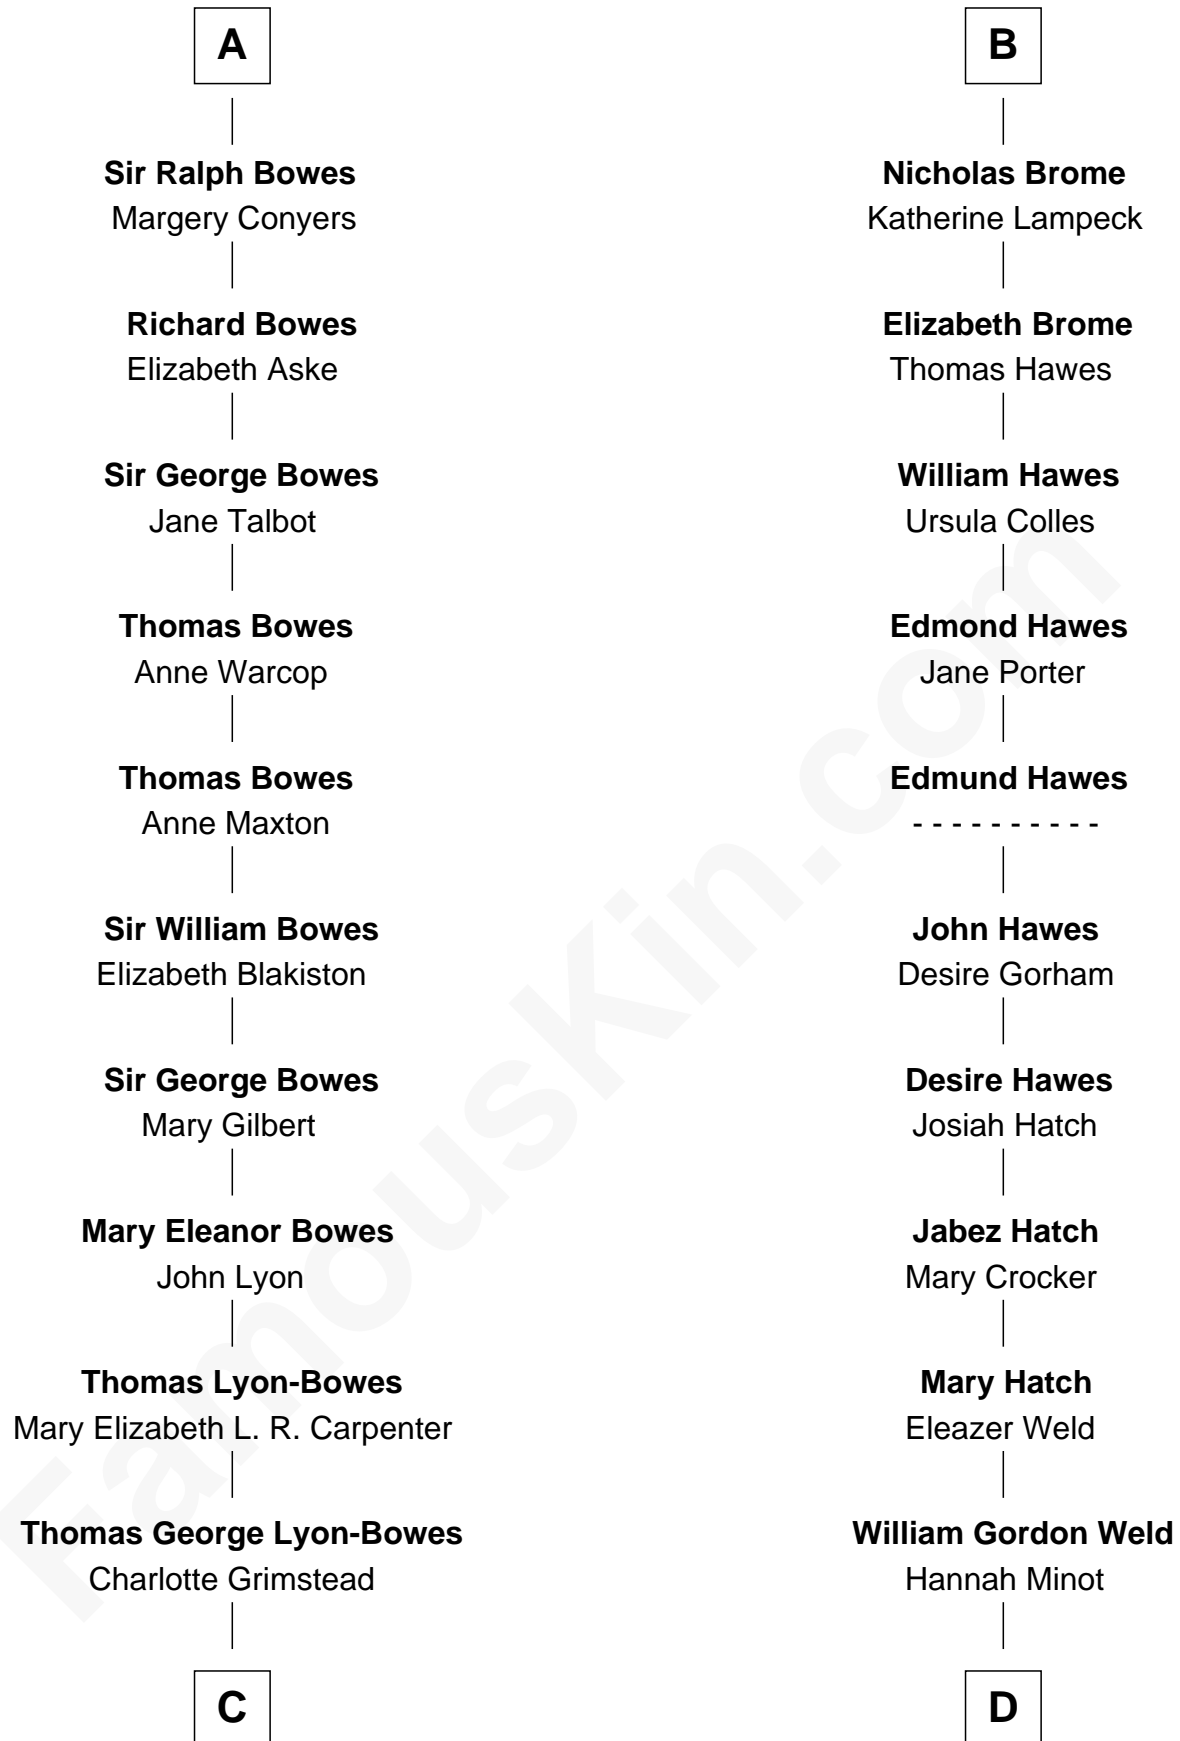 A
Sir Ralph Bowes
Margery Conyers
Richard Bowes
Elizabeth Aske
Sir George Bowes
Jane Talbot
Thomas Bowes
Anne Warcop
Thomas Bowes
Anne Maxton
Sir William Bowes
Elizabeth Blakiston
Sir George Bowes
Mary Gilbert
Mary Eleanor Bowes
John Lyon
Thomas Lyon-Bowes
Mary Elizabeth L. R. Carpenter
Thomas George Lyon-Bowes
Charlotte Grimstead
C
B
Nicholas Brome
Katherine Lampeck
Elizabeth Brome
Thomas Hawes
William Hawes
Ursula Colles
Edmond Hawes
Jane Porter
Edmund Hawes
- - - - - - - - - -
John Hawes
Desire Gorham
Desire Hawes
Josiah Hatch
Jabez Hatch
Mary Crocker
Mary Hatch
Eleazer Weld
William Gordon Weld
Hannah Minot
D
FamousKin.com